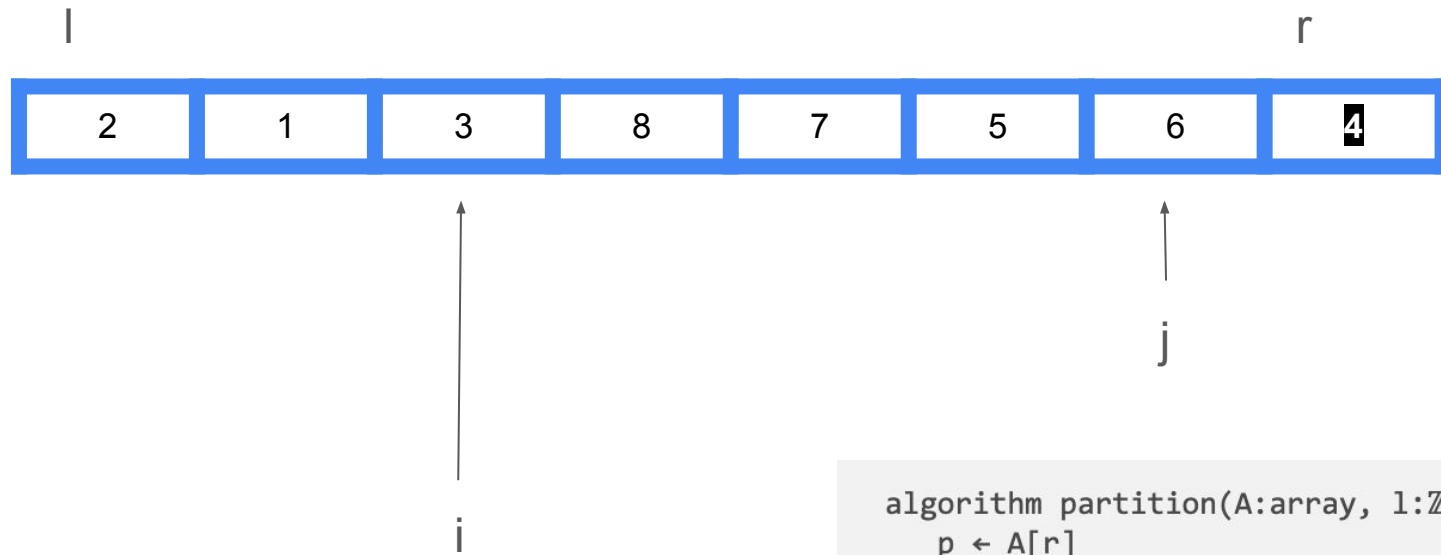 l r
2 1 3 8 7 5 6 4
j
algorithm partition(A:array, l:ℤ
p ← A[r]
i